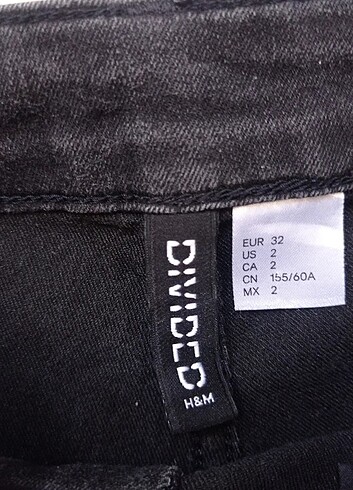 DIVIDED
H&M
EUR 32
US 2
CA 2
CN 155/60A
MX 2